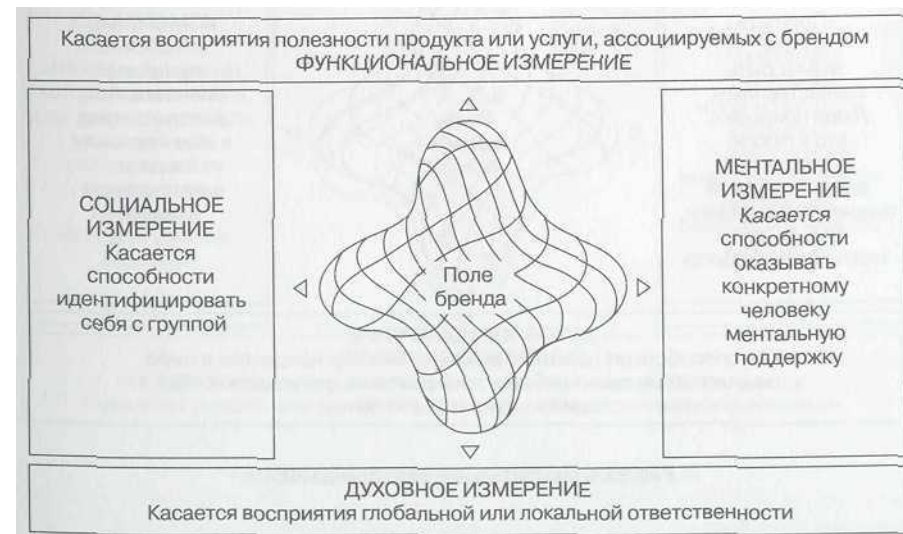 Касается восприятия полезности продукта или услуги, ассоциируемых с брендом
ФУНКЦИОНАЛЬНОЕ ИЗМЕРЕНИЕ
СОЦИАЛЬНОЕ
ИЗМЕРЕНИЕ
Касается
способности
идентифицировать
себя с группой
Поле
бренда
МЕНТАЛЬНОЕ
ИЗМЕРЕНИЕ
Касается
способности
оказывать
конкретному
человеку
ментальную
поддержку
ДУХОВНОЕ ИЗМЕРЕНИЕ
Касается восприятия глобальной или локальной ответственности